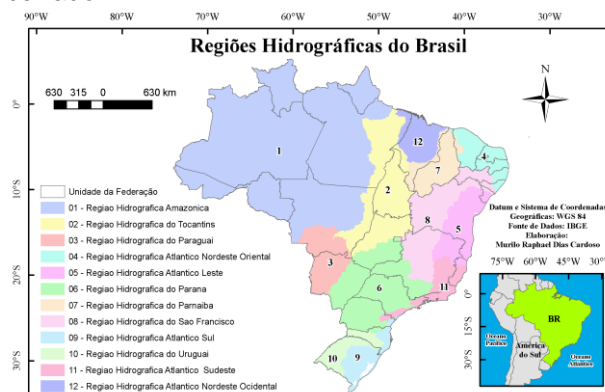 90°W
80°W
70°W
60°W
50°W
40°W
30°W
Regiões Hidrográficas do Brasil
630 315 0 630 km
N
0°
10°S
20°S
30°S
1
2
3
4
5
6
7
8
9
10
11
12
Unidade da Federação
01 - Regiao Hidrografica Amazonica
02 - Regiao Hidrografica do Tocantins
03 - Regiao Hidrografica do Paraguai
04 - Regiao Hidrografica Atlantico Nordeste Oriental
05 - Regiao Hidrografica Atlantico Leste
06 - Regiao Hidrografica do Parana
07 - Regiao Hidrografica do Parnaiba
08 - Regiao Hidrografica do Sao Francisco
09 - Regiao Hidrografica Atlantico Sul
10 - Regiao Hidrografica do Uruguai
11 - Regiao Hidrografica Atlantico Sudeste
12 - Regiao Hidrografica Atlantico Nordeste Ocidental
Datum e Sistema de Coordenadas
Geográficas: WGS 84
Fonte de Dados: IBGE
Elaboração:
Murilo Raphael Dias Cardoso
75°W 60°W 45°W 30°W
0°
15°S
30°S
BR
América
do Sul
Oceano
Pacífico
Oceano
Atlântico